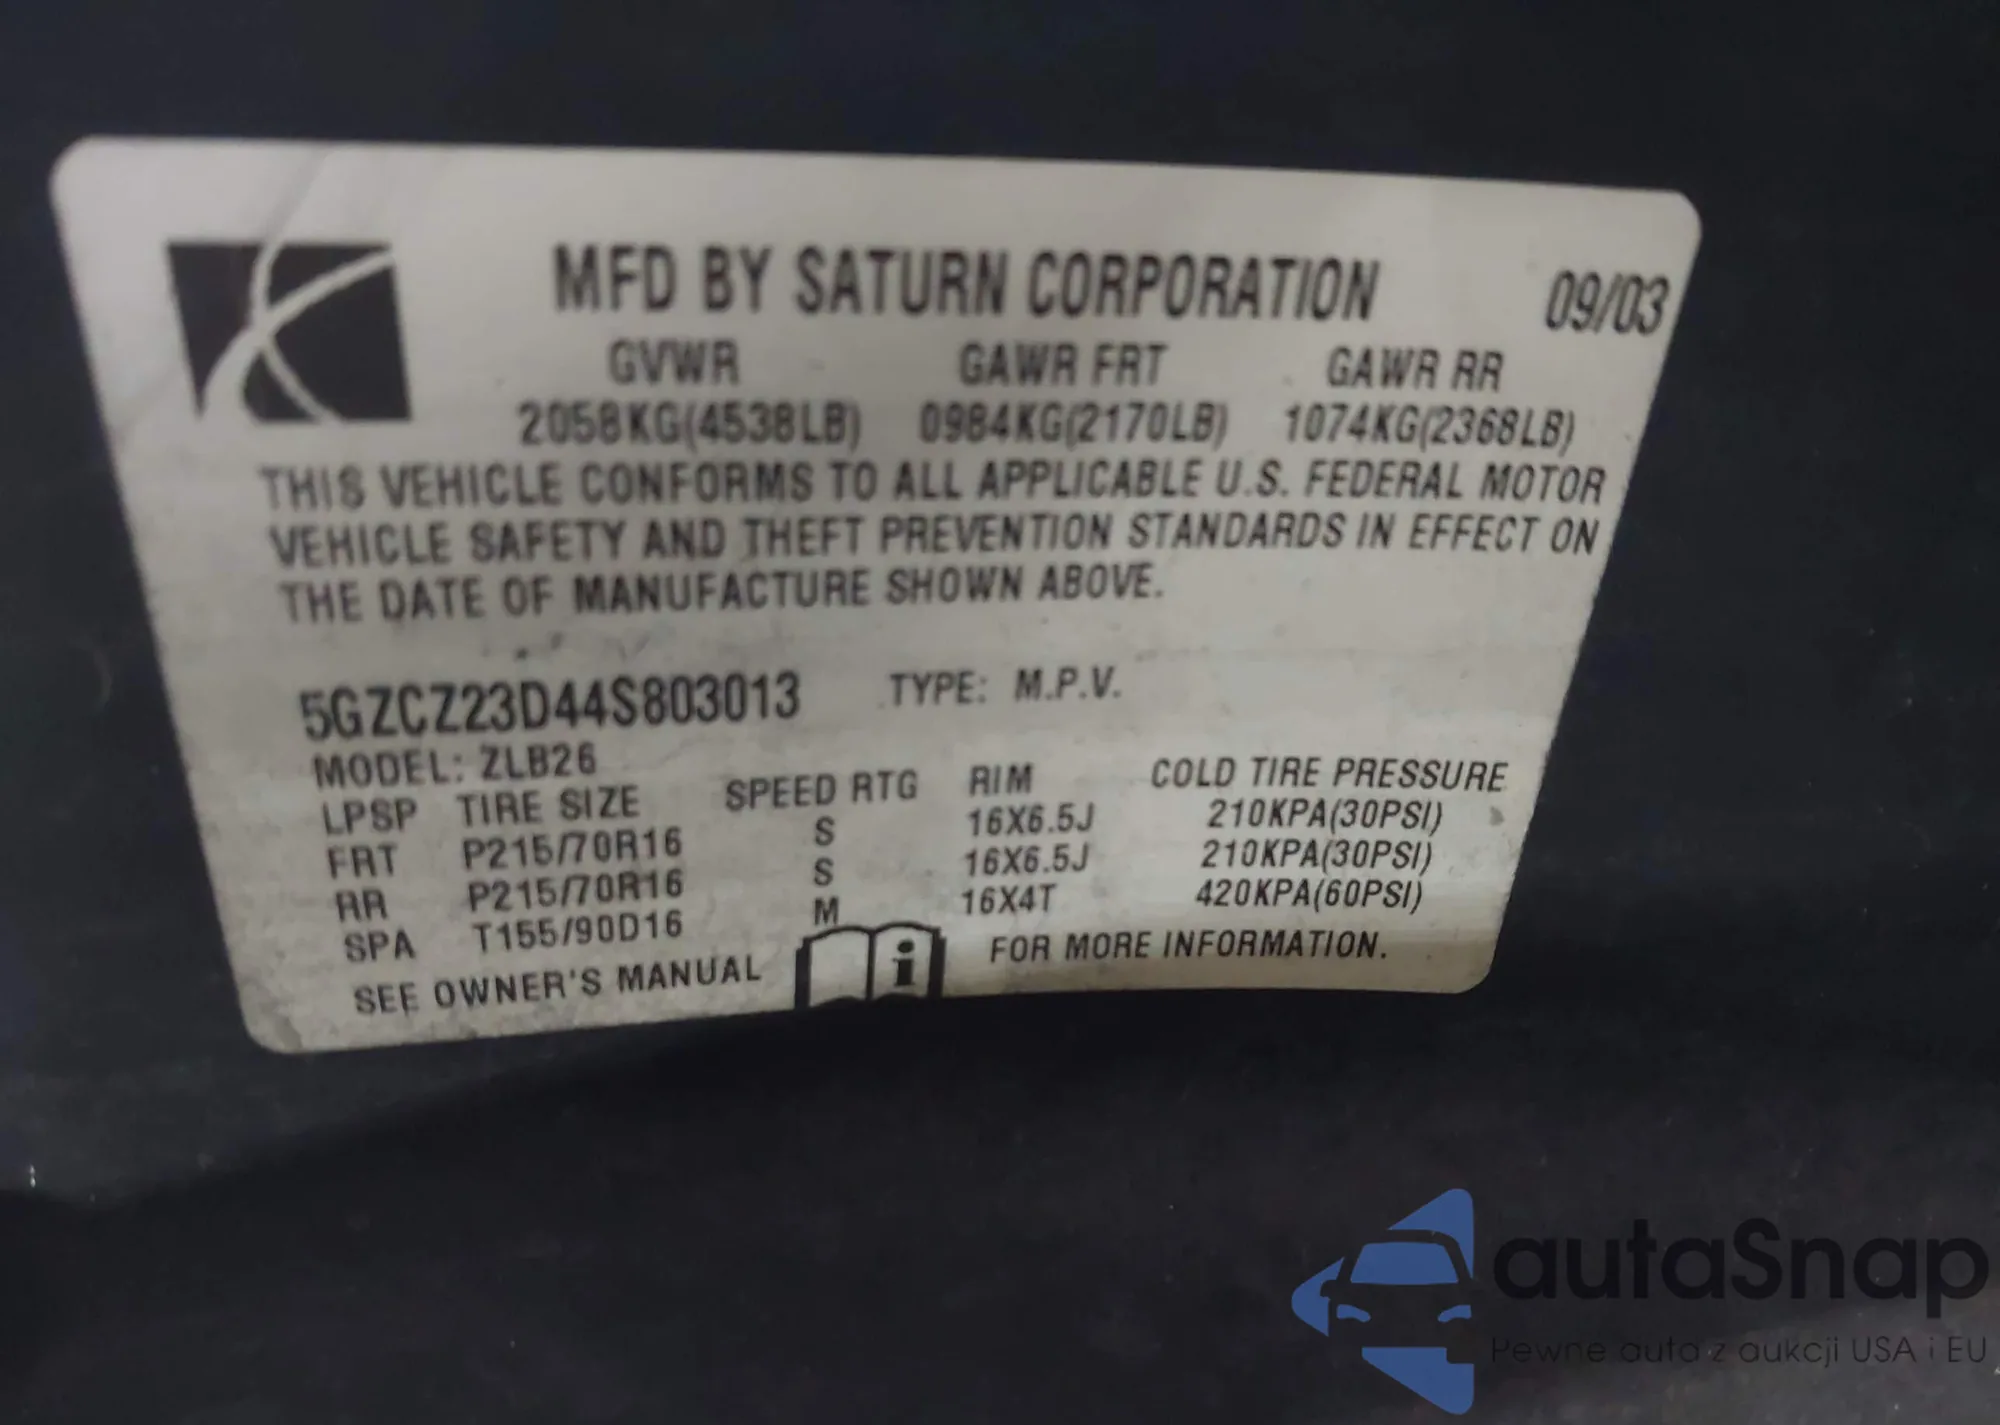 MFD BY SATURN CORPORATION 09/03
GVWR GAWR FRT GAWR RR
2058KG(4538LB) 0984KG(2170LB) 1074KG(2368LB)
THIS VEHICLE CONFORMS TO ALL APPLICABLE U.S. FEDERAL MOTOR
VEHICLE SAFETY AND THEFT PREVENTION STANDARDS IN EFFECT ON
THE DATE OF MANUFACTURE SHOWN ABOVE.
5GZCZ23D44S803013 TYPE: M.P.V.
MODEL: ZLB26
LPSP TIRE SIZE SPEED RTG RIM COLD TIRE PRESSURE
FRT P215/70R16 S 16X6.5J 210KPA(30PSI)
RR P215/70R16 S 16X6.5J 210KPA(30PSI)
SPA T155/90D16 M 16X4T 420KPA(60PSI)
SEE OWNER'S MANUAL i FOR MORE INFORMATION.
autaSnap
Pewne auta z aukcji USA i EU